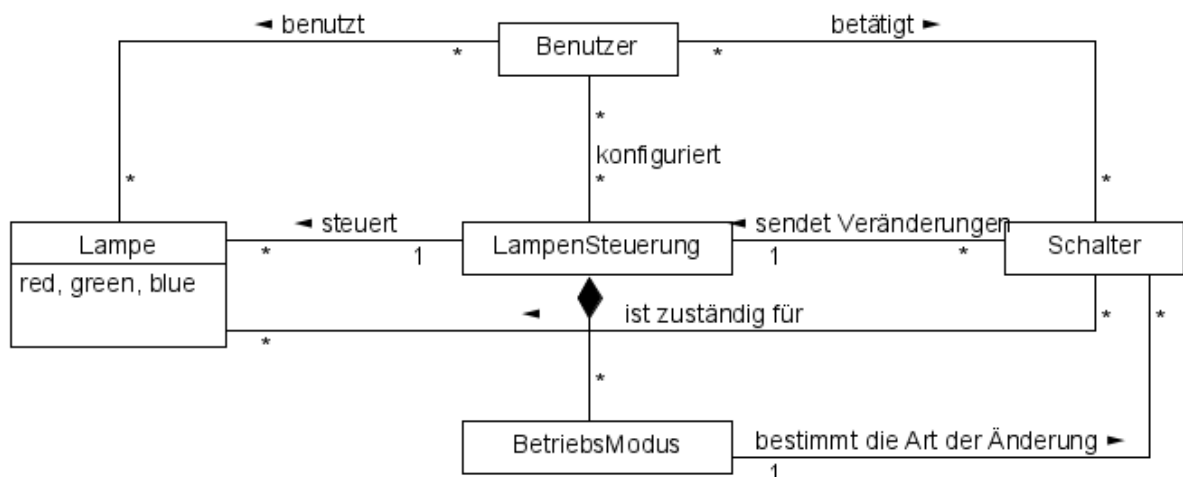 ◄ benutzt
Benutzer
betätigt ►
*
*
*
konfiguriert
*
*
*
◄ steuert
◄ sendet Veränderungen
Lampe
LampenSteuerung
Schalter
*
1
1
*
red, green, blue
◄ ist zuständig für
*
*
*
*
BetriebsModus
bestimmt die Art der Änderung ►
1